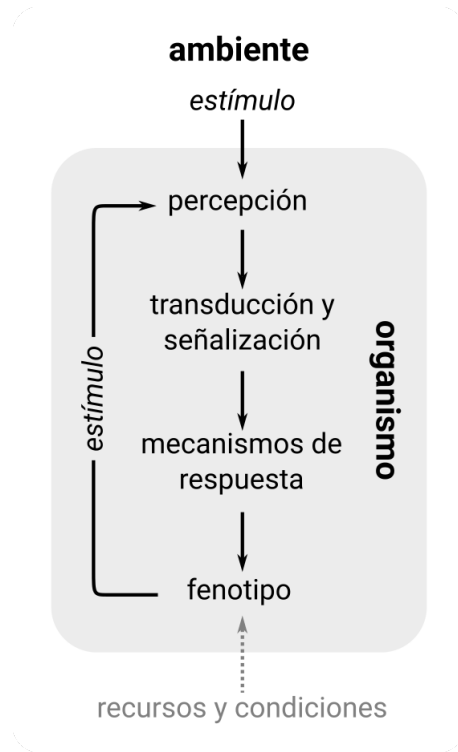 ambiente
estímulo
percepción
transducción y
señalización
organismo
estímulo
mecanismos de
respuesta
fenotipo
recursos y condiciones